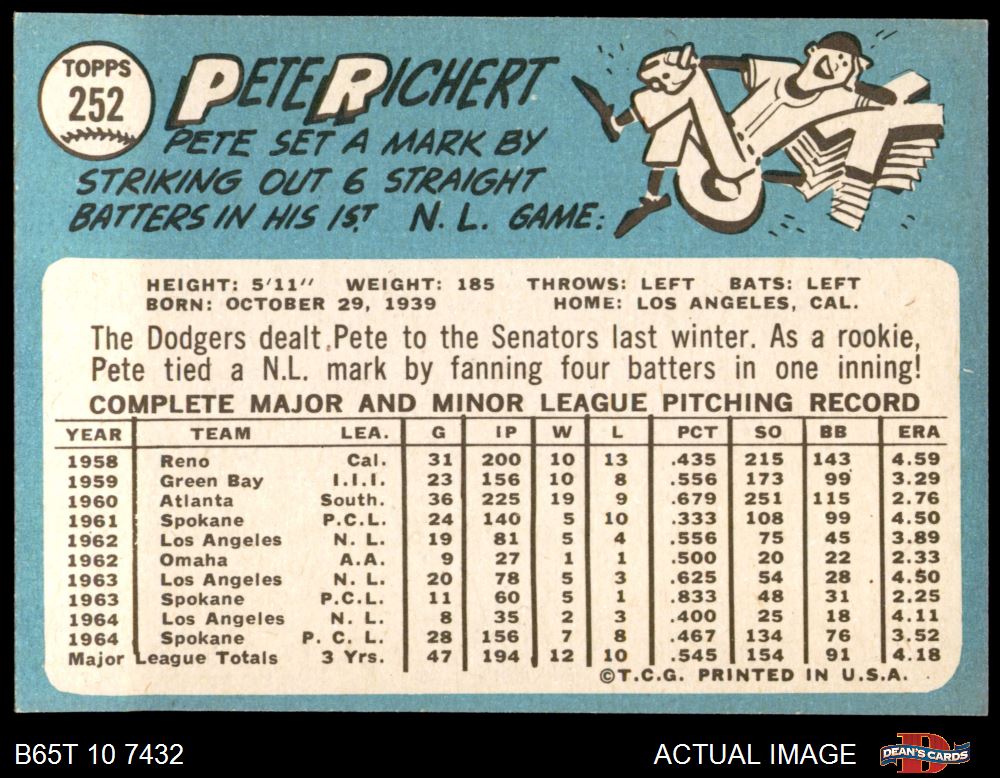 TOPPS
252
PETE RICHERT
PETE SET A MARK BY
STRIKING OUT 6 STRAIGHT
BATTERS IN HIS 1ST N. L. GAME:
HEIGHT: 5'11" WEIGHT: 185 THROWS: LEFT BATS: LEFT
BORN: OCTOBER 29, 1939 HOME: LOS ANGELES, CAL.
The Dodgers dealt Pete to the Senators last winter. As a rookie,
Pete tied a N.L. mark by fanning four batters in one inning!
COMPLETE MAJOR AND MINOR LEAGUE PITCHING RECORD
YEAR TEAM LEA. G IP W L PCT SO BB ERA
1958 Reno Cal. 31 200 10 13 .435 215 143 4.59
1959 Green Bay I.I.I. 23 156 10 8 .556 173 99 3.29
1960 Atlanta South. 36 225 19 9 .679 251 115 2.76
1961 Spokane P.C.L. 24 140 5 10 .333 108 99 4.50
1962 Los Angeles N. L. 19 81 5 4 .556 75 45 3.89
1962 Omaha A.A. 9 27 1 1 .500 20 22 2.33
1963 Los Angeles N. L. 20 78 5 3 .625 54 28 4.50
1963 Spokane P.C.L. 11 60 5 1 .833 48 31 2.25
1964 Los Angeles N. L. 8 35 2 3 .400 25 18 4.11
1964 Spokane P. C. L. 28 156 7 8 .467 134 76 3.52
Major League Totals 3 Yrs. 47 194 12 10 .545 154 91 4.18
©T.C.G. PRINTED IN U.S.A.
B65T 10 7432 ACTUAL IMAGE DEAN'S CARDS